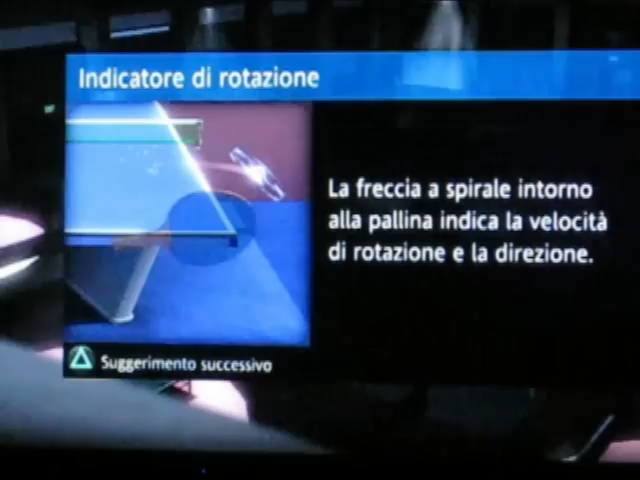 Indicatore di rotazione
La freccia a spirale intorno
alla pallina indica la velocità
di rotazione e la direzione.
Suggerimento successivo